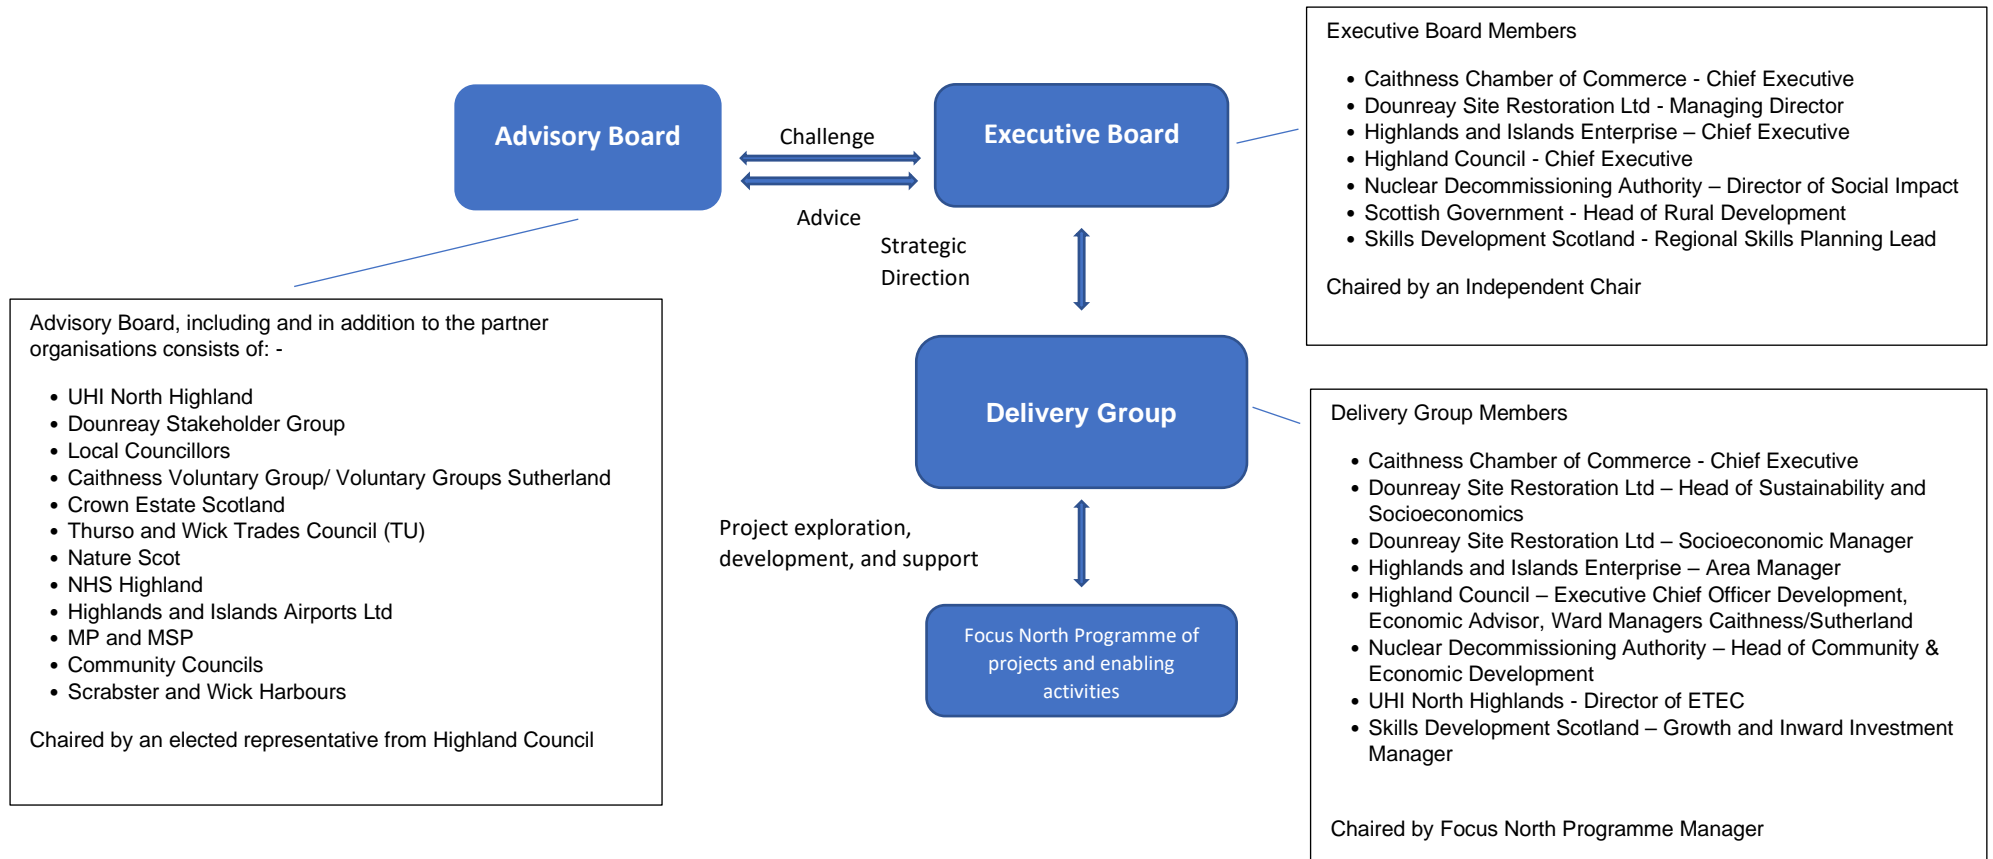 Advisory Board
Challenge
Advice
Executive Board
Strategic
Direction
Executive Board Members
• Caithness Chamber of Commerce - Chief Executive
• Dounreay Site Restoration Ltd - Managing Director
• Highlands and Islands Enterprise – Chief Executive
• Highland Council - Chief Executive
• Nuclear Decommissioning Authority – Director of Social Impact
• Scottish Government - Head of Rural Development
• Skills Development Scotland - Regional Skills Planning Lead
Chaired by an Independent Chair
Advisory Board, including and in addition to the partner
organisations consists of: -
• UHI North Highland
• Dounreay Stakeholder Group
• Local Councillors
• Caithness Voluntary Group/ Voluntary Groups Sutherland
• Crown Estate Scotland
• Thurso and Wick Trades Council (TU)
• Nature Scot
• NHS Highland
• Highlands and Islands Airports Ltd
• MP and MSP
• Community Councils
• Scrabster and Wick Harbours
Chaired by an elected representative from Highland Council
Delivery Group
Project exploration,
development, and support
Focus North Programme of
projects and enabling
activities
Delivery Group Members
• Caithness Chamber of Commerce - Chief Executive
• Dounreay Site Restoration Ltd – Head of Sustainability and
Socioeconomics
• Dounreay Site Restoration Ltd – Socioeconomic Manager
• Highlands and Islands Enterprise – Area Manager
• Highland Council – Executive Chief Officer Development,
Economic Advisor, Ward Managers Caithness/Sutherland
• Nuclear Decommissioning Authority – Head of Community &
Economic Development
• UHI North Highlands - Director of ETEC
• Skills Development Scotland – Growth and Inward Investment
Manager
Chaired by Focus North Programme Manager